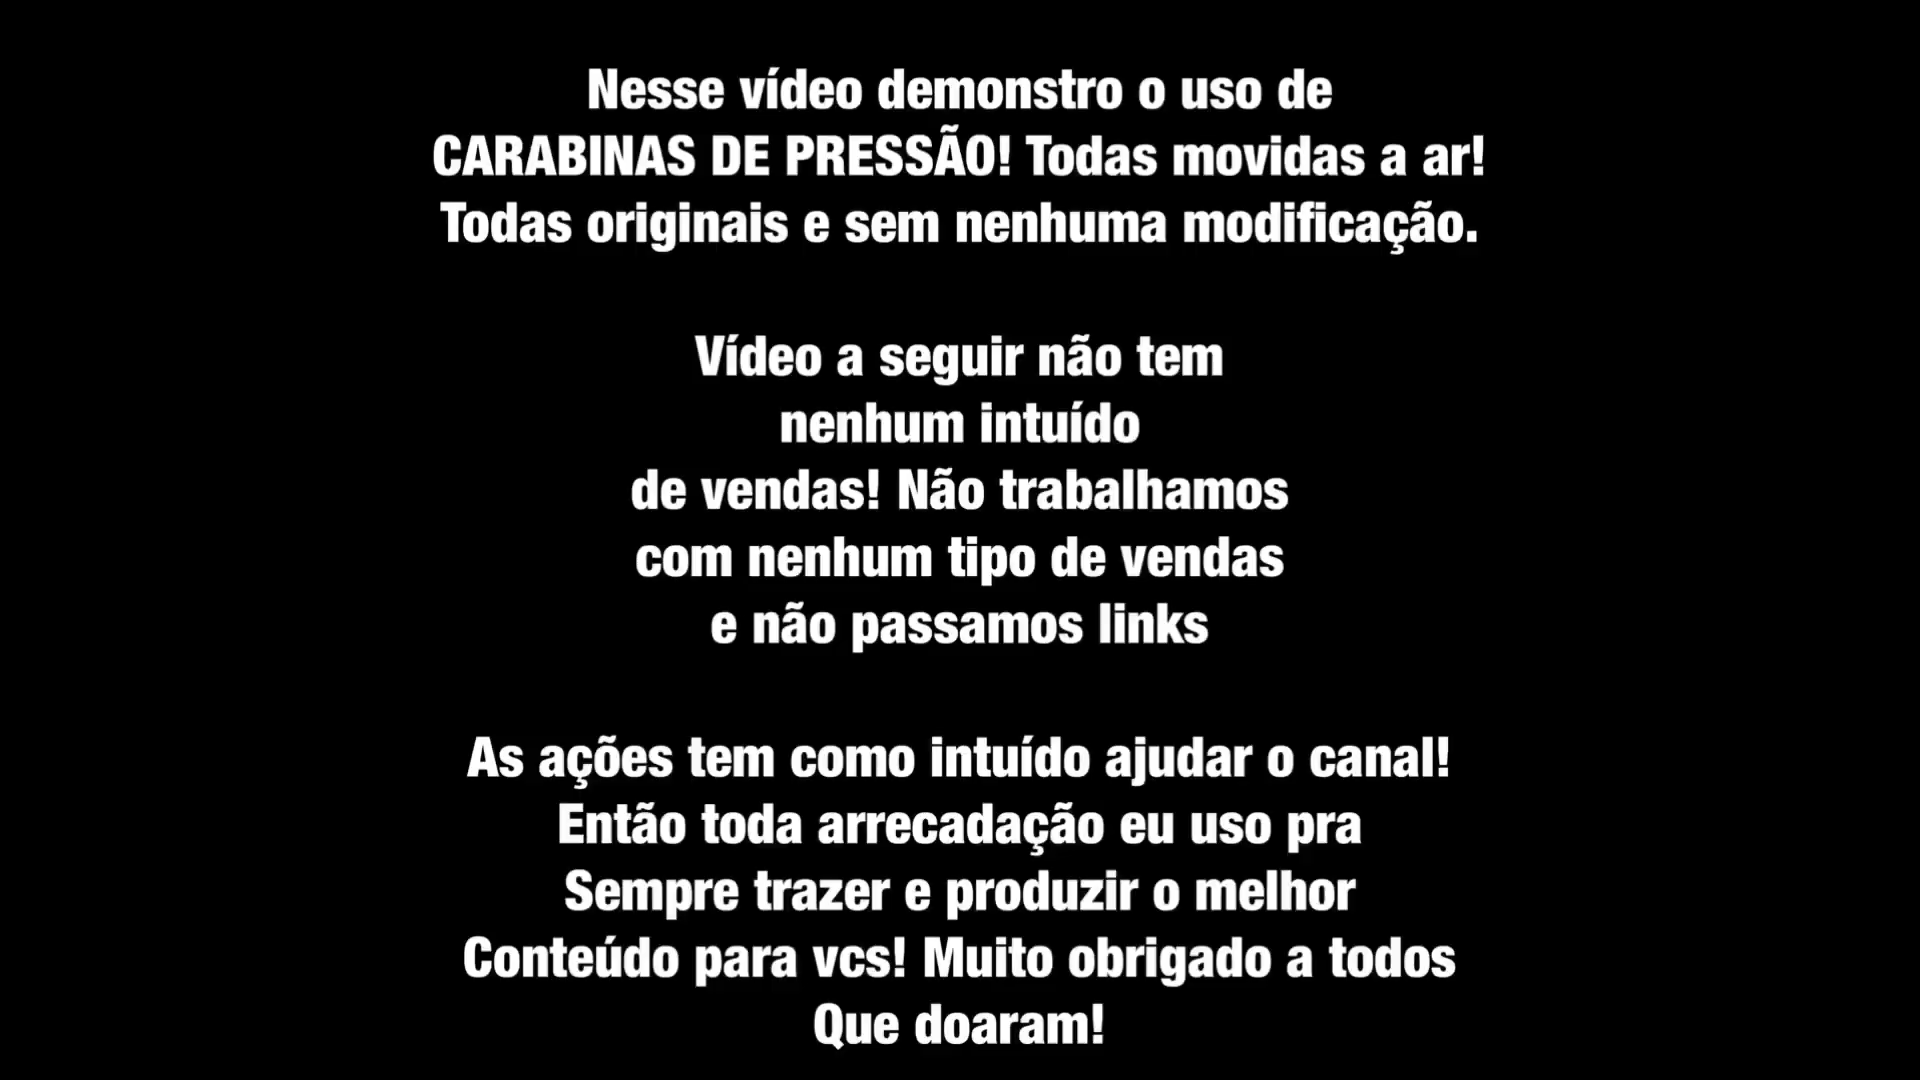 Nesse vídeo demonstro o uso de
CARABINAS DE PRESSÃO! Todas movidas a ar!
Todas originais e sem nenhuma modificação.
Vídeo a seguir não tem
nenhum intuído
de vendas! Não trabalhamos
com nenhum tipo de vendas
e não passamos links
As ações tem como intuído ajudar o canal!
Então toda arrecadação eu uso pra
Sempre trazer e produzir o melhor
Conteúdo para vcs! Muito obrigado a todos
Que doaram!